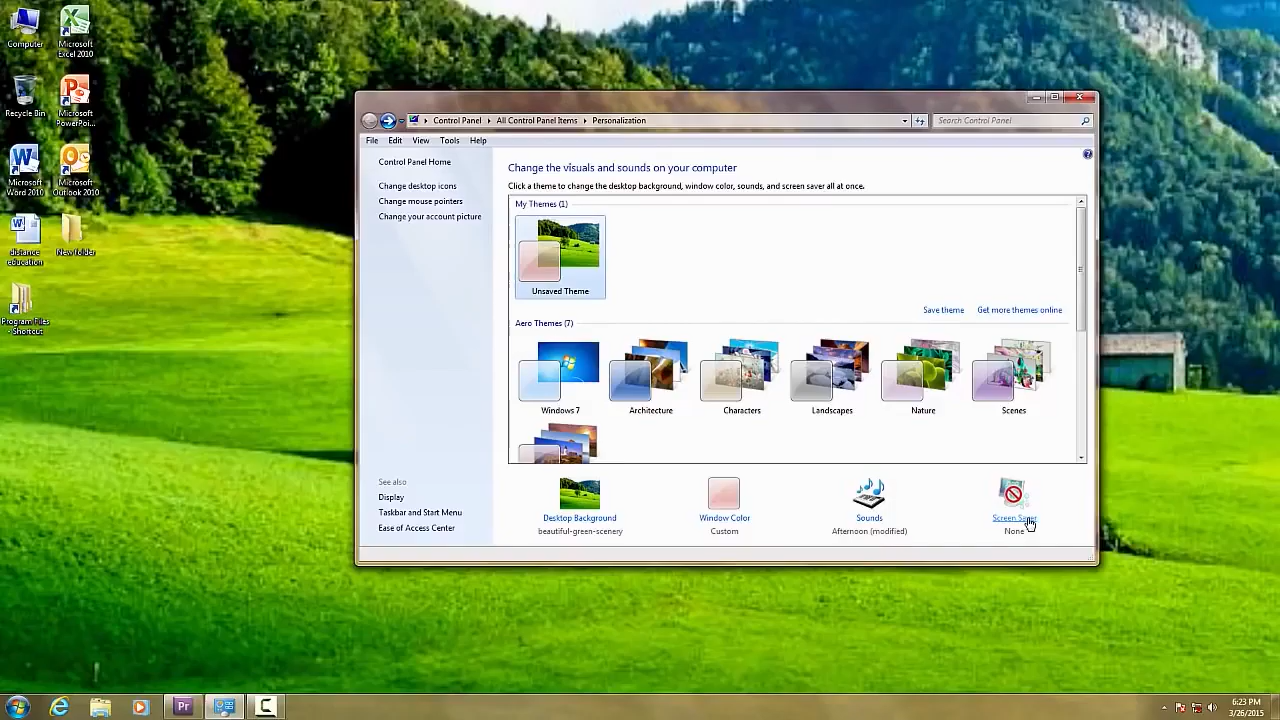 Computer
Microsoft
Excel 2010
Recycle Bin
Microsoft
PowerPoi...
Microsoft
Word 2010
Microsoft
Outlook 2010
distance
education
New folder
Program Files
- Shortcut
Control Panel
All Control Panel Items
Personalization
Search Control Panel
File
Edit
View
Tools
Help
Control Panel Home
Change desktop icons
Change mouse pointers
Change your account picture
See also
Display
Taskbar and Start Menu
Ease of Access Center
Change the visuals and sounds on your computer
Click a theme to change the desktop background, window color, sounds, and screen saver all at once.
My Themes (1)
Unsaved Theme
Save theme
Get more themes online
Aero Themes (7)
Windows 7
Architecture
Characters
Landscapes
Nature
Scenes
Desktop Background
beautiful-green-scenery
Window Color
Custom
Sounds
Afternoon (modified)
Screen Saver
None
Pr
C
6:23 PM
3/26/2015